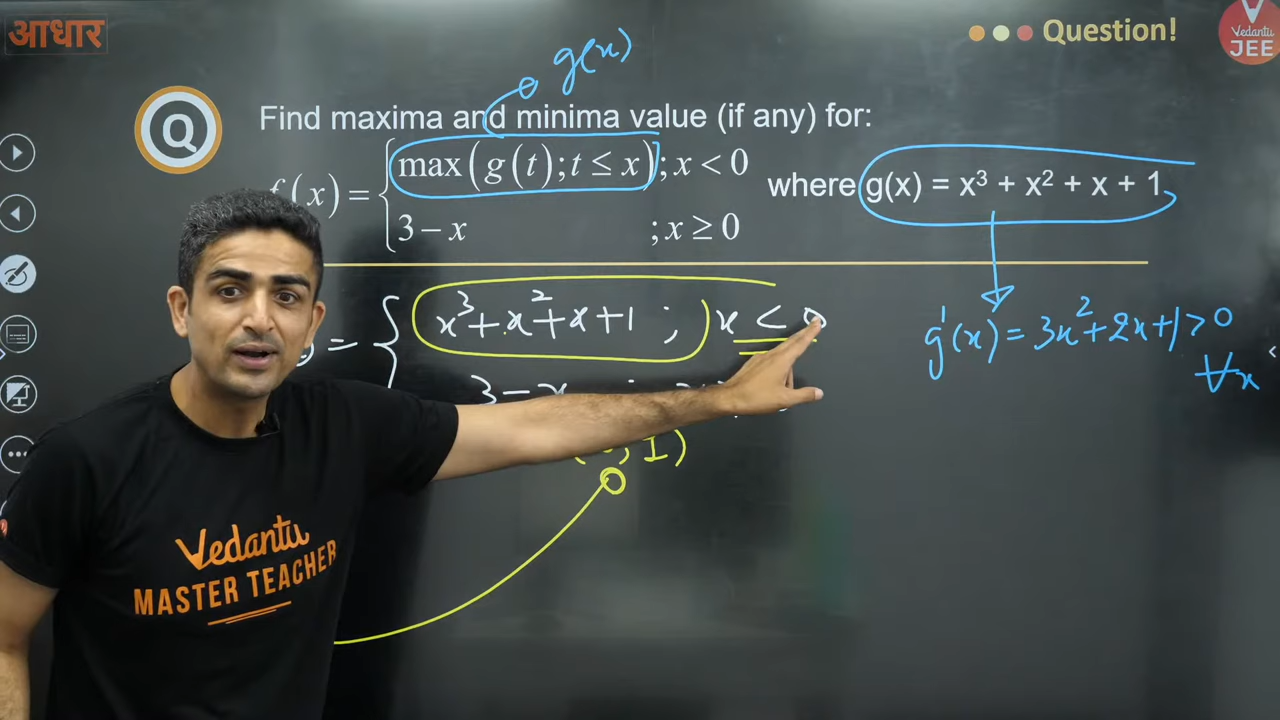 आधार
Question!
Vedantu
JEE
g(x)
Q
Find maxima and minima value (if any) for:
f(x) = { max(g(t); t ≤ x); x < 0
3 − x ; x ≥ 0
where g(x) = x³ + x² + x + 1
x³ + x² + x + 1 ; x < 0
g'(x) = 3x² + 2x + 1 > 0
∀x
3 − x ;
, 1)
Vedantu
MASTER TEACHER